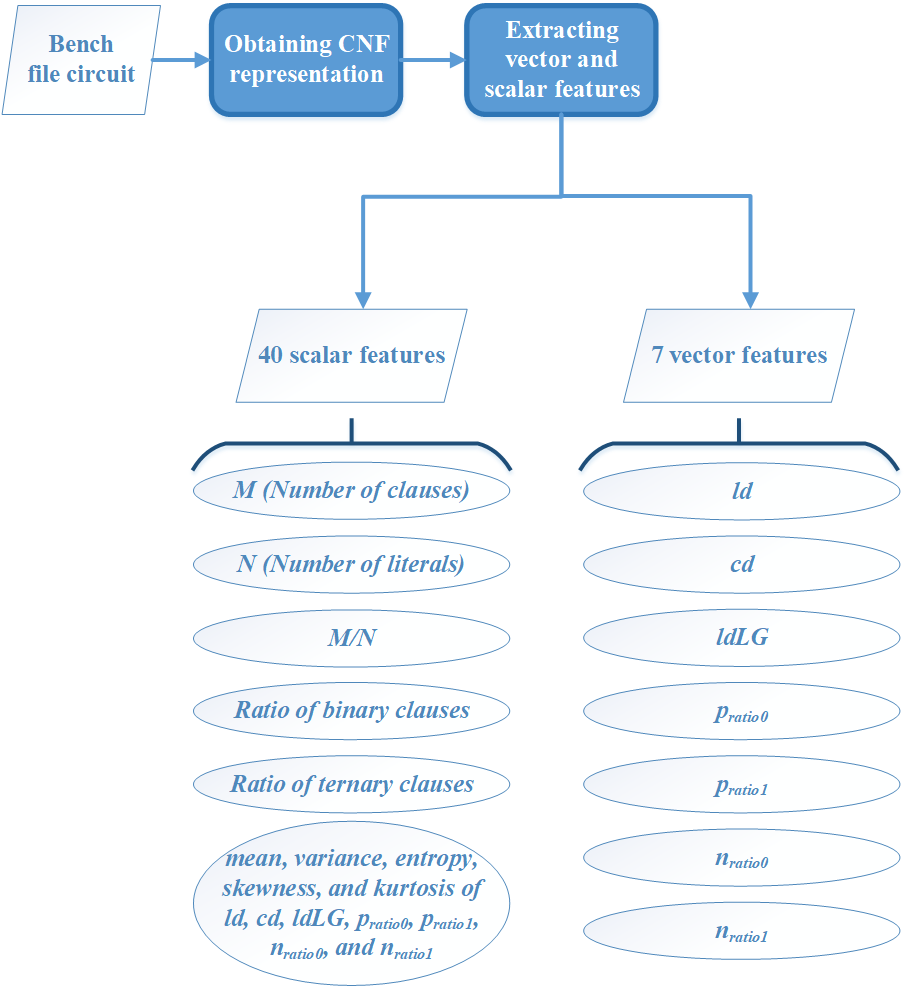 Bench
file circuit
Obtaining CNF
representation
Extracting
vector and
scalar features
40 scalar features
7 vector features
M (Number of clauses)
N (Number of literals)
M/N
Ratio of binary clauses
Ratio of ternary clauses
mean, variance, entropy,
skewness, and kurtosis of
ld, cd, ldLG, pratio0, pratio1,
nratio0, and nratio1
ld
cd
ldLG
pratio0
pratio1
nratio0
nratio1